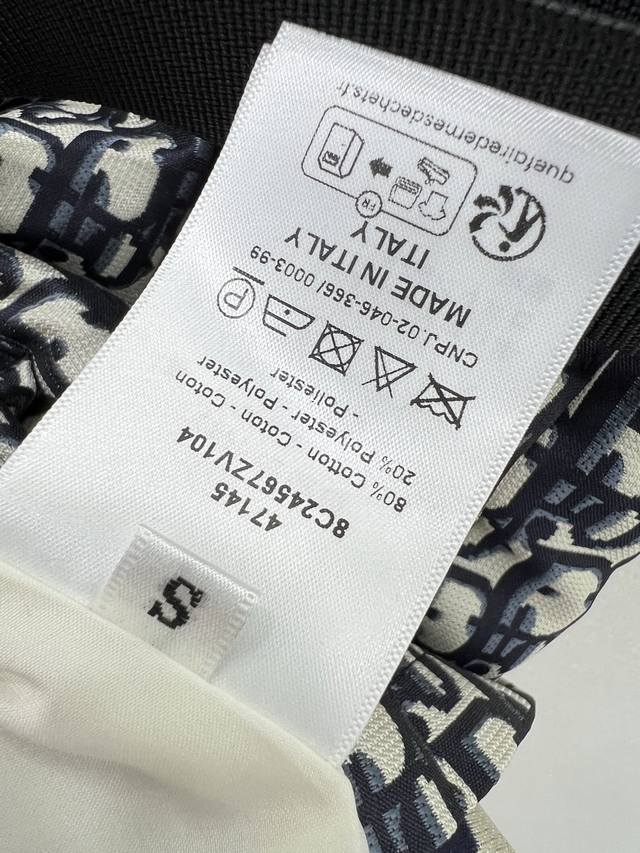 S
47145
8C24567ZV104
80% Cotton - Coton - Coton
20% Polyester - Polyester
- Poliester
P
CNPJ. 02-046-366/ 0003-99
MADE IN ITALY
ITALY
FR
quefairedemesdechets.fr